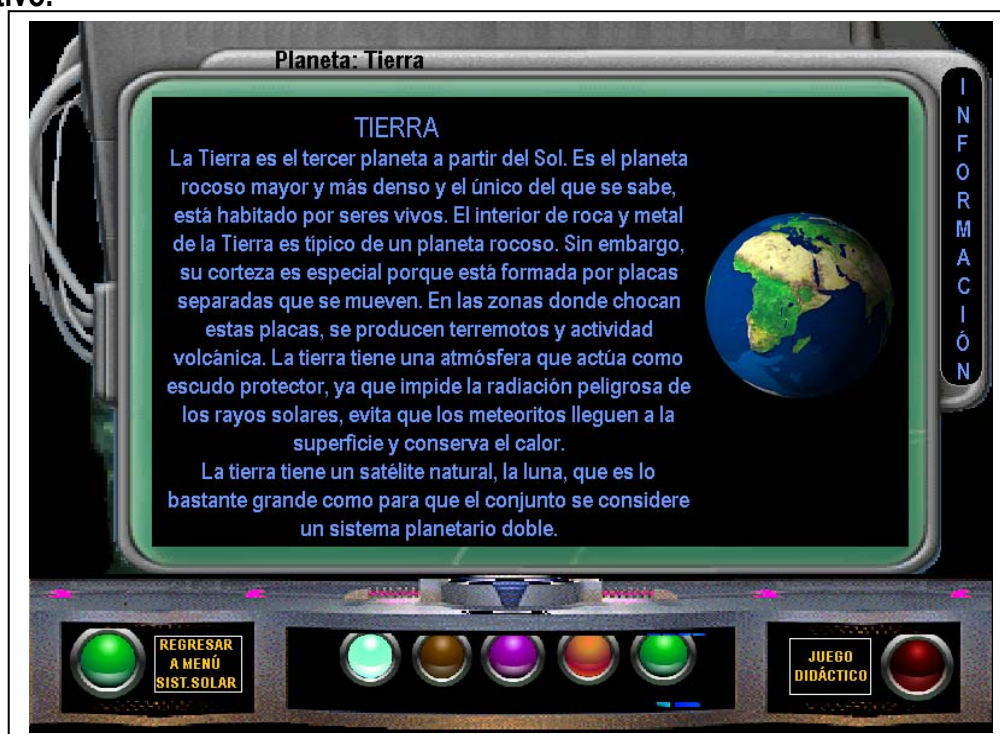 Planeta: Tierra
INFORMACIÓN
TIERRA
La Tierra es el tercer planeta a partir del Sol. Es el planeta
rocoso mayor y más denso y el único del que se sabe,
está habitado por seres vivos. El interior de roca y metal
de la Tierra es típico de un planeta rocoso. Sin embargo,
su corteza es especial porque está formada por placas
separadas que se mueven. En las zonas donde chocan
estas placas, se producen terremotos y actividad
volcánica. La tierra tiene una atmósfera que actúa como
escudo protector, ya que impide la radiación peligrosa de
los rayos solares, evita que los meteoritos lleguen a la
superficie y conserva el calor.
La tierra tiene un satélite natural, la luna, que es lo
bastante grande como para que el conjunto se considere
un sistema planetario doble.
REGRESAR
A MENÚ
SIST.SOLAR
JUEGO
DIDÁCTICO